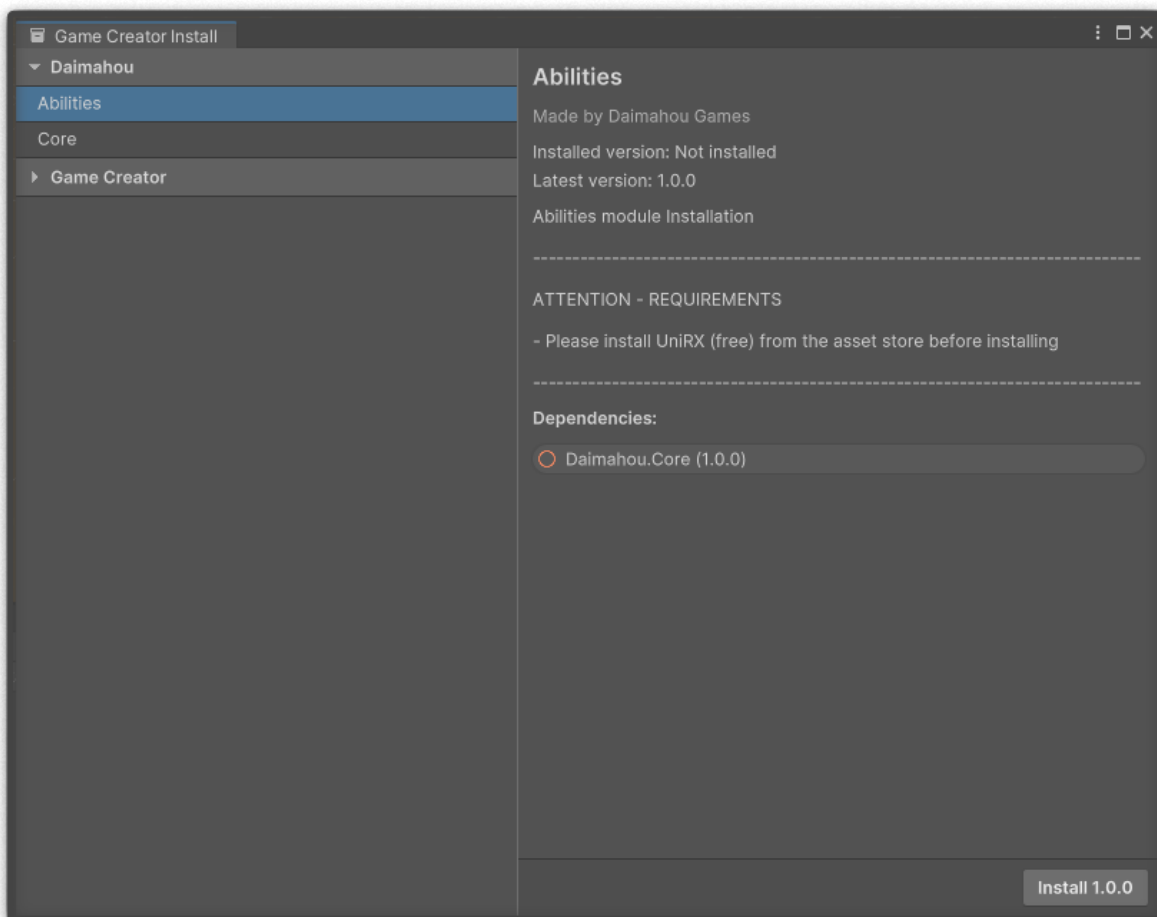 Game Creator Install
Daimahou
Abilities
Core
Game Creator
Abilities
Made by Daimahou Games
Installed version: Not installed
Latest version: 1.0.0
Abilities module Installation
--------------------------------------------------------------------------------
ATTENTION - REQUIREMENTS
- Please install UniRX (free) from the asset store before installing
--------------------------------------------------------------------------------
Dependencies:
Daimahou.Core (1.0.0)
Install 1.0.0